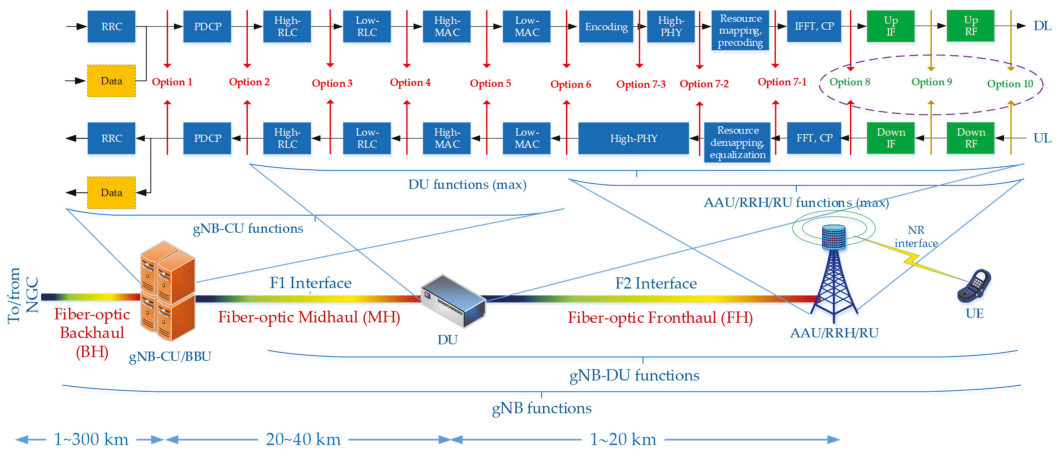 RRC
PDCP
High-
RLC
Low-
RLC
High-
MAC
Low-
MAC
Encoding
High-
PHY
Resource
mapping,
precoding
IFFT, CP
Up
IF
Up
RF
DL
Data
Option 1
Option 2
Option 3
Option 4
Option 5
Option 6
Option 7-3
Option
7-2
Option
7-1
Option 8
Option 9
Option 10
RRC
PDCP
High-
RLC
Low-
RLC
High-
MAC
Low-
MAC
High-PHY
Resource
demapping,
equalization
FFT, CP
Down
IF
Down
RF
UL
Data
DU functions (max)
AAU/RRH/RU functions (max)
gNB-CU functions
NR
interface
To/from
NGC
F1 Interface
F2 Interface
Fiber-optic
Backhaul
(BH)
Fiber-optic Midhaul (MH)
Fiber-optic Fronthaul (FH)
gNB-CU/BBU
DU
AAU/RRH/RU
UE
gNB-DU functions
gNB functions
1~300 km
20~40 km
1~20 km